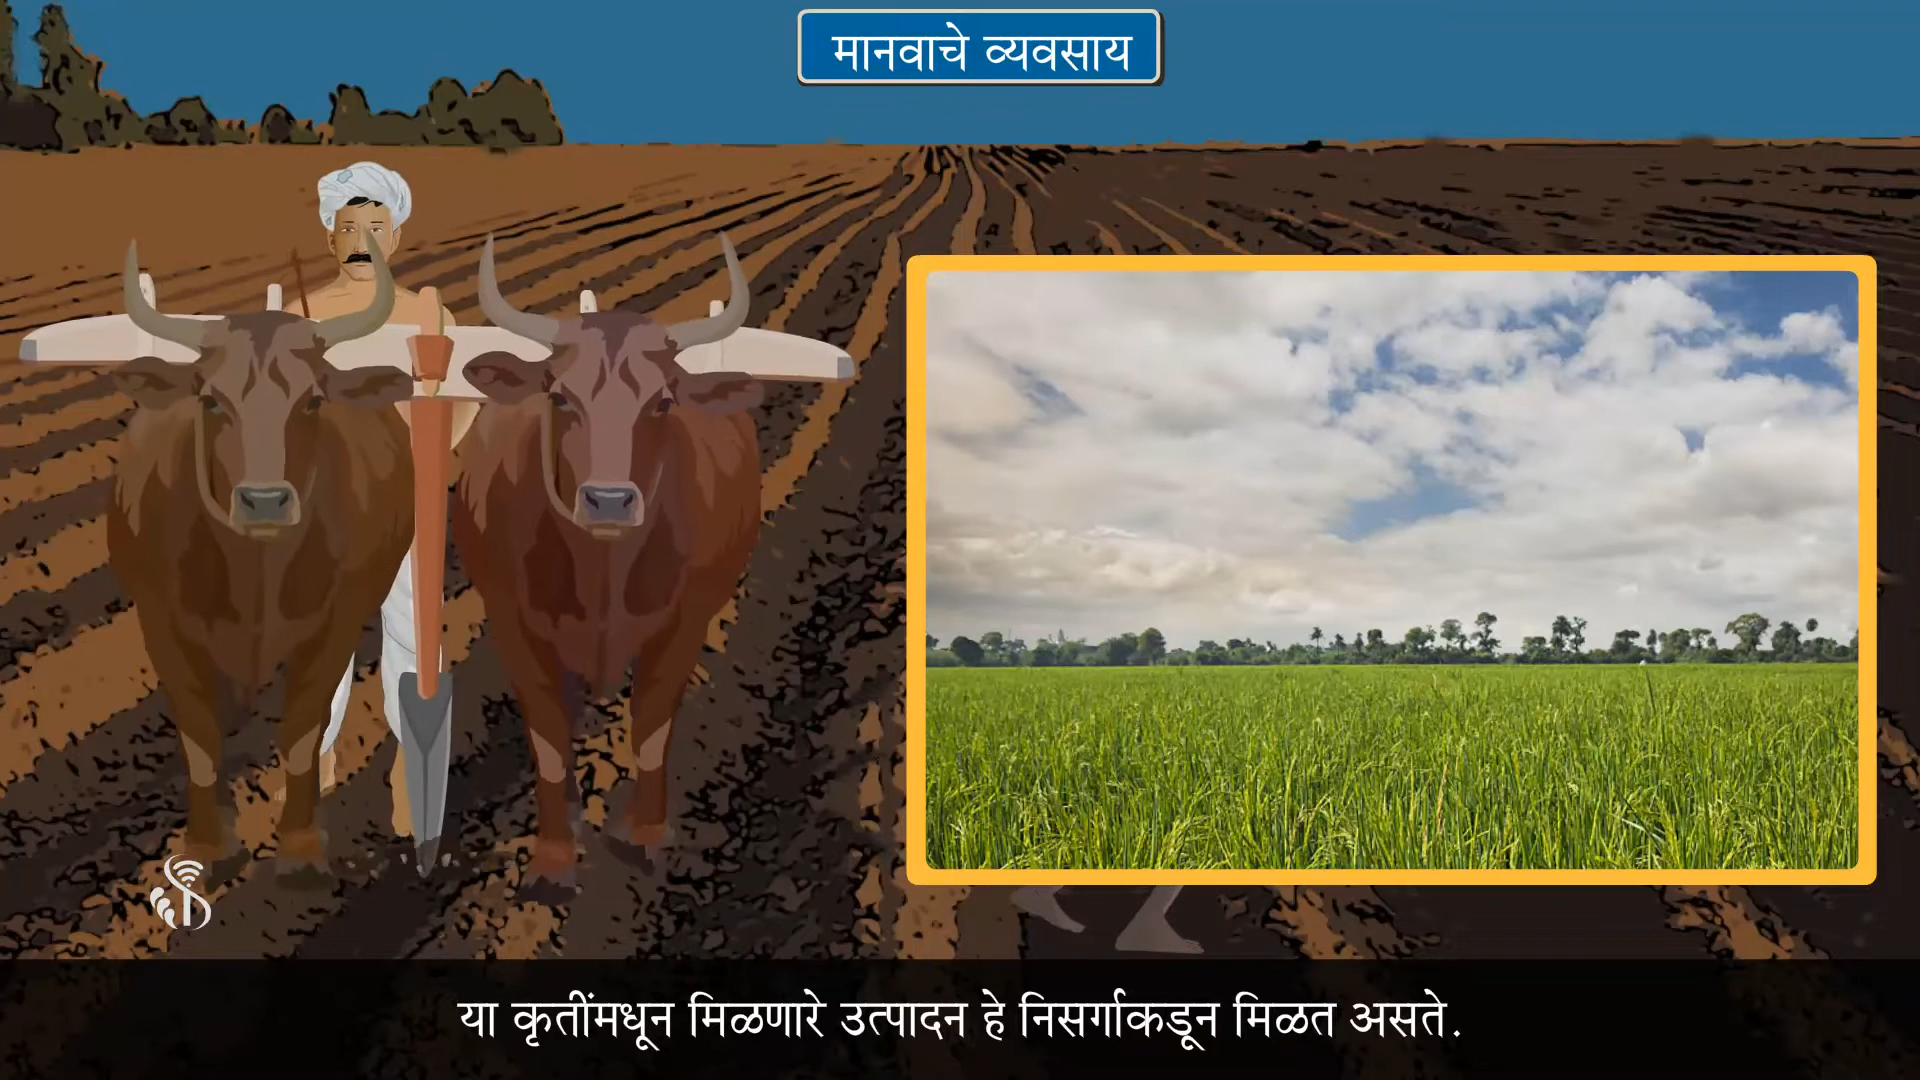 मानवाचे व्यवसाय
या कृतींमधून मिळणारे उत्पादन हे निसर्गाकडून मिळत असते.